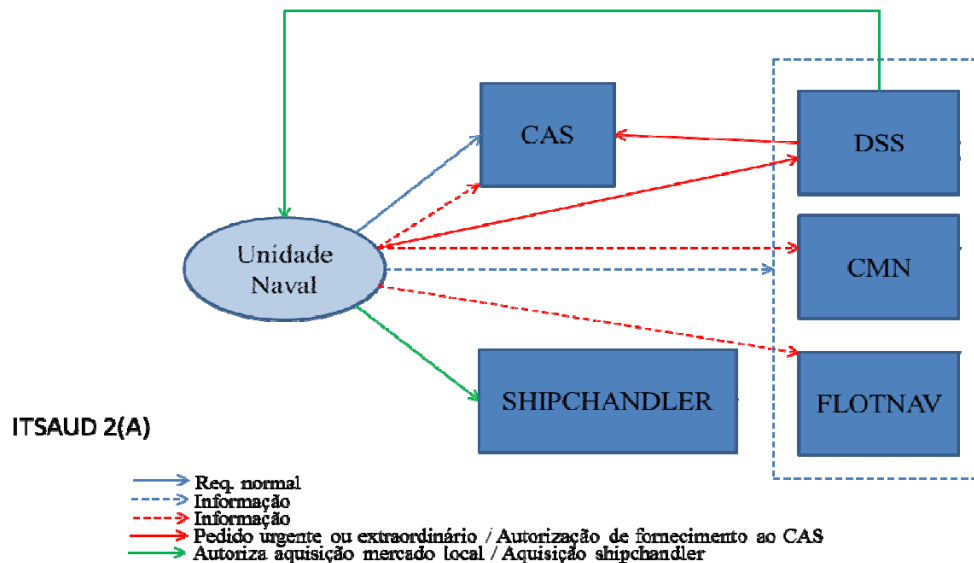 CAS
DSS
Unidade
Naval
CMN
SHIPCHANDLER
FLOTNAV
ITSAUD 2(A)
Req. normal
Informação
Informação
Pedido urgente ou extraordinário / Autorização de fornecimento ao CAS
Autoriza aquisição mercado local / Aquisição shipchandler